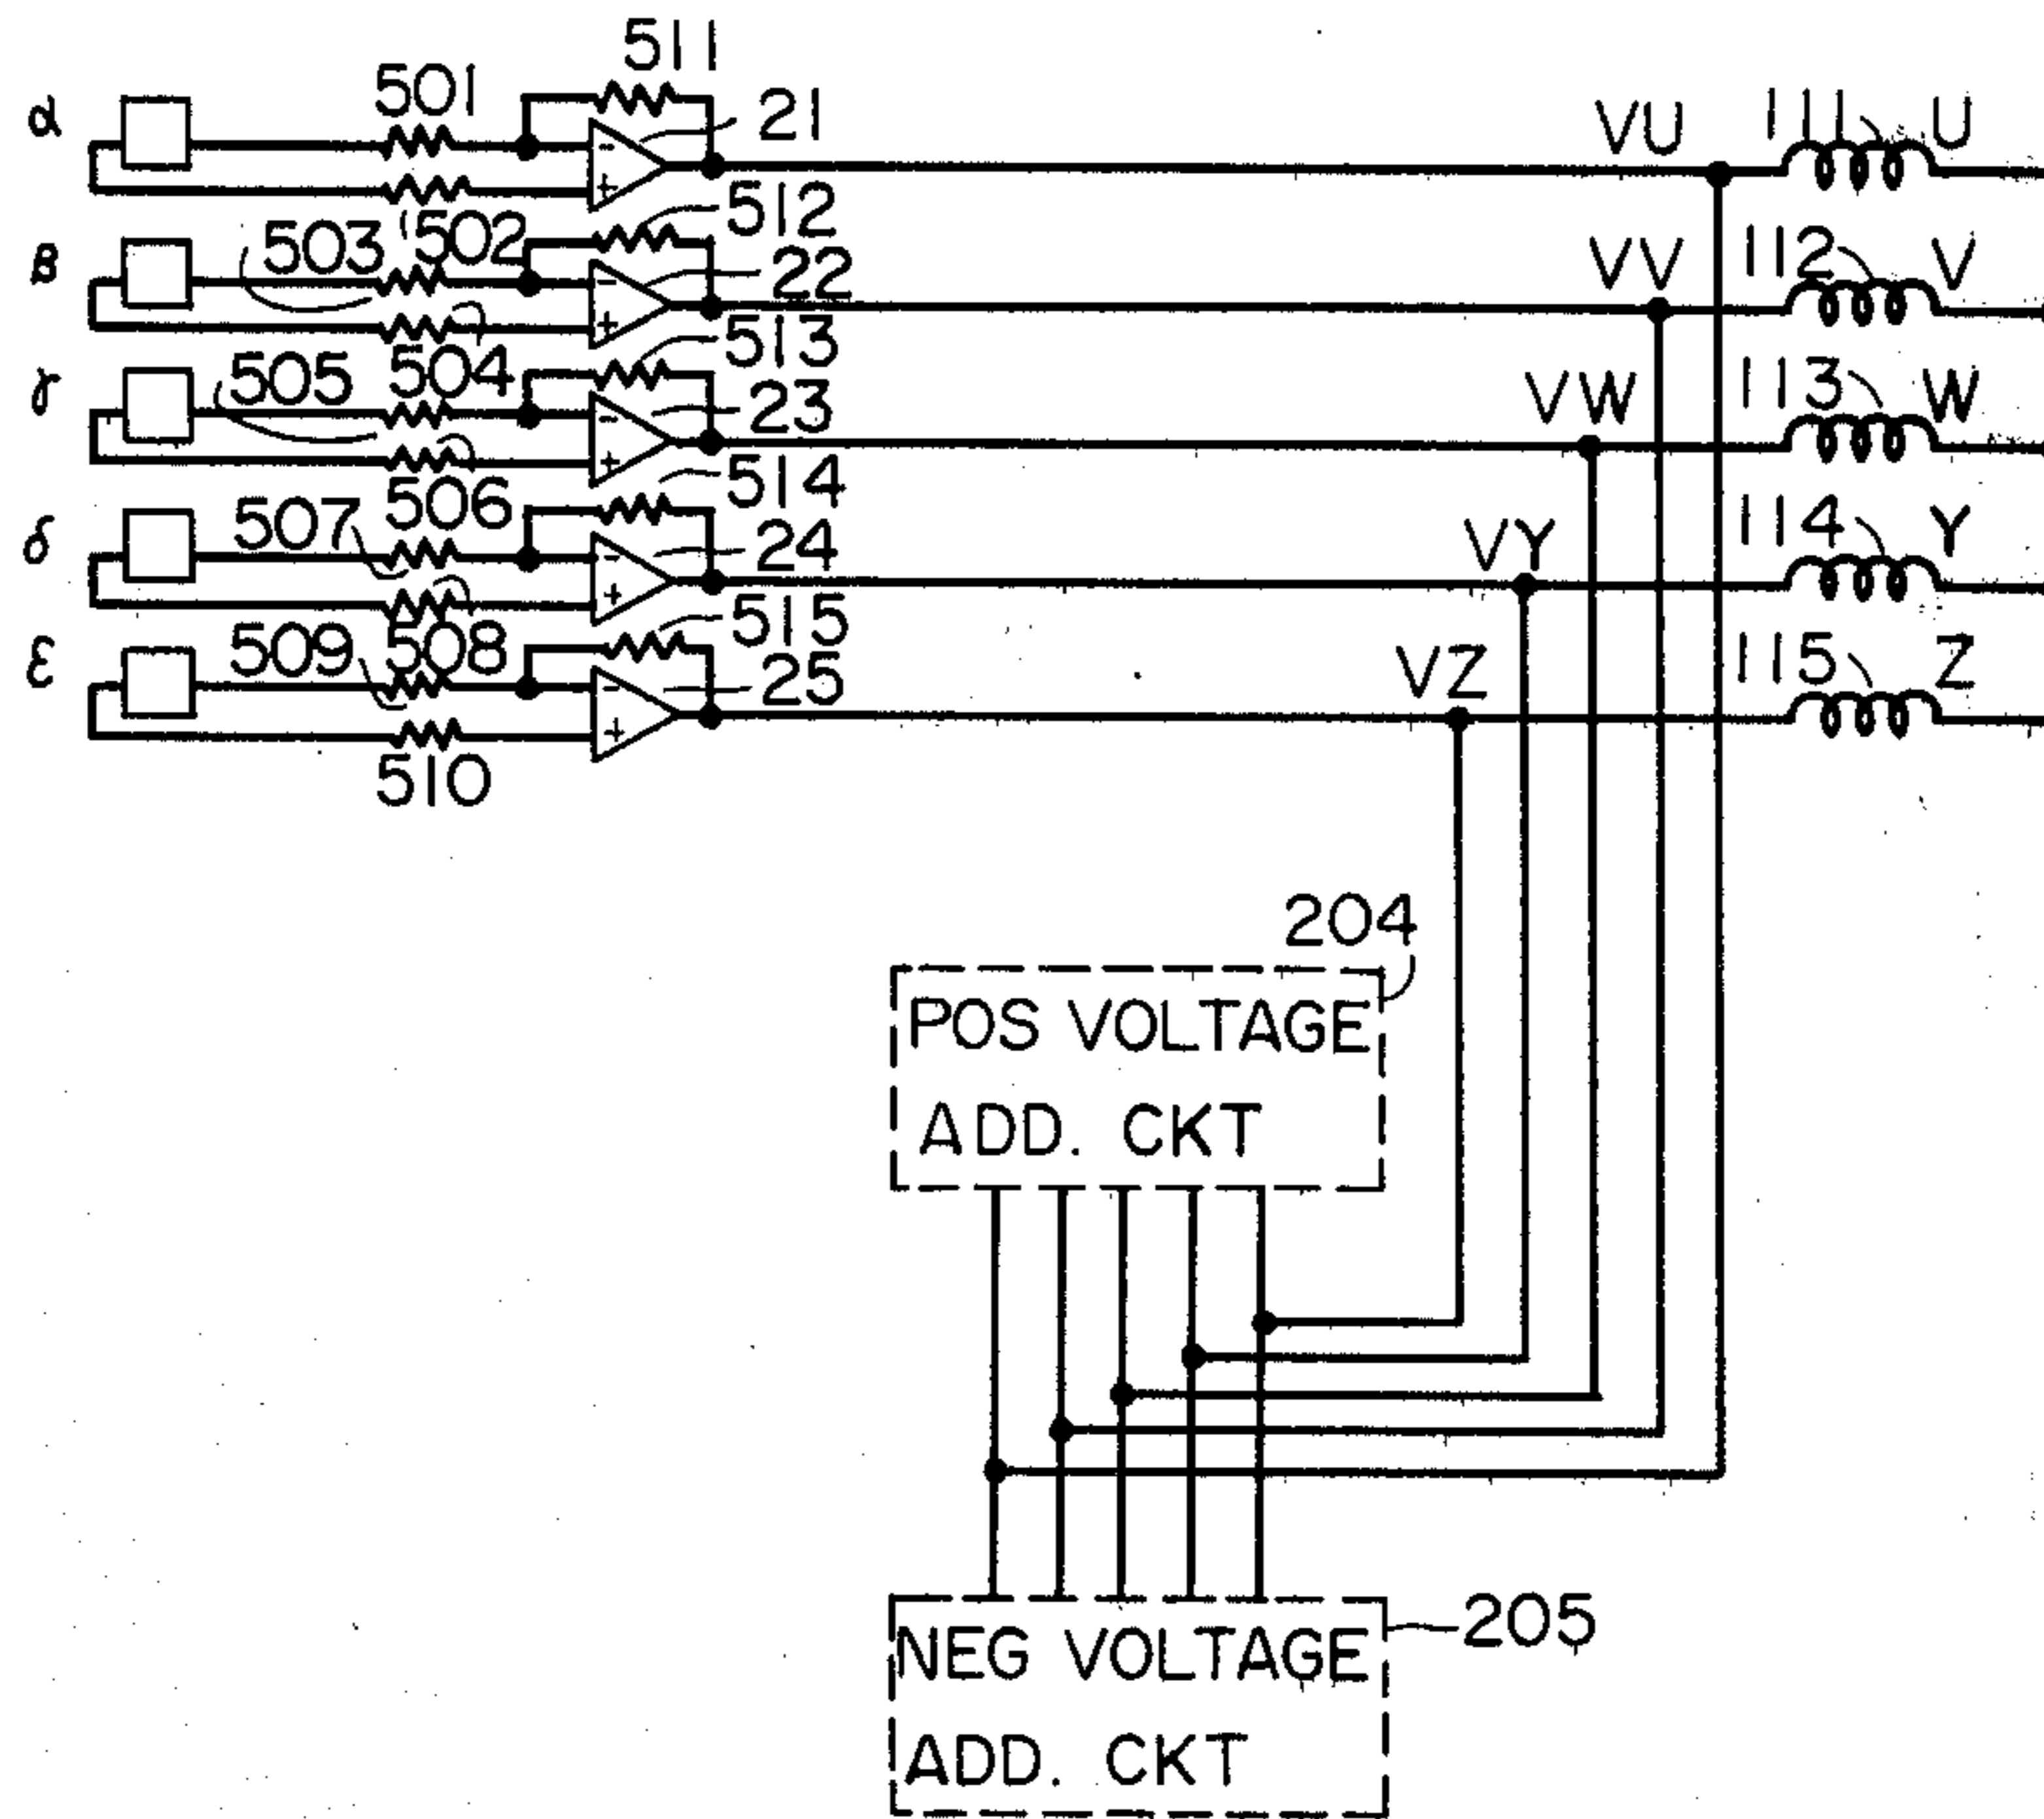 511
α 501 21 VU 111 U
512
β 503 502 22 VV 112 V
513
γ 505 504 23 VW 113 W
514
δ 507 506 24 VY 114 Y
515
ε 509 508 25 VZ 115 Z
510
204
POS VOLTAGE
ADD. CKT
205
NEG VOLTAGE
ADD. CKT